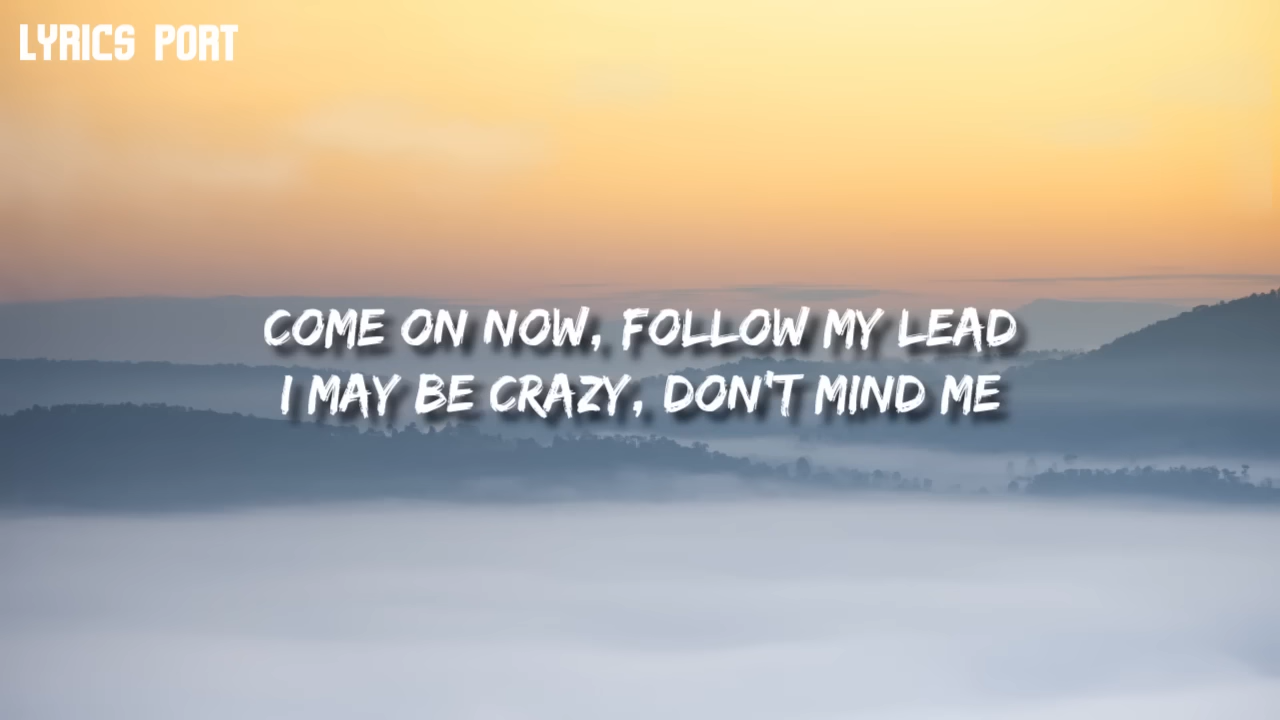 LYRICS PORT
COME ON NOW, FOLLOW MY LEAD
I MAY BE CRAZY, DON'T MIND ME